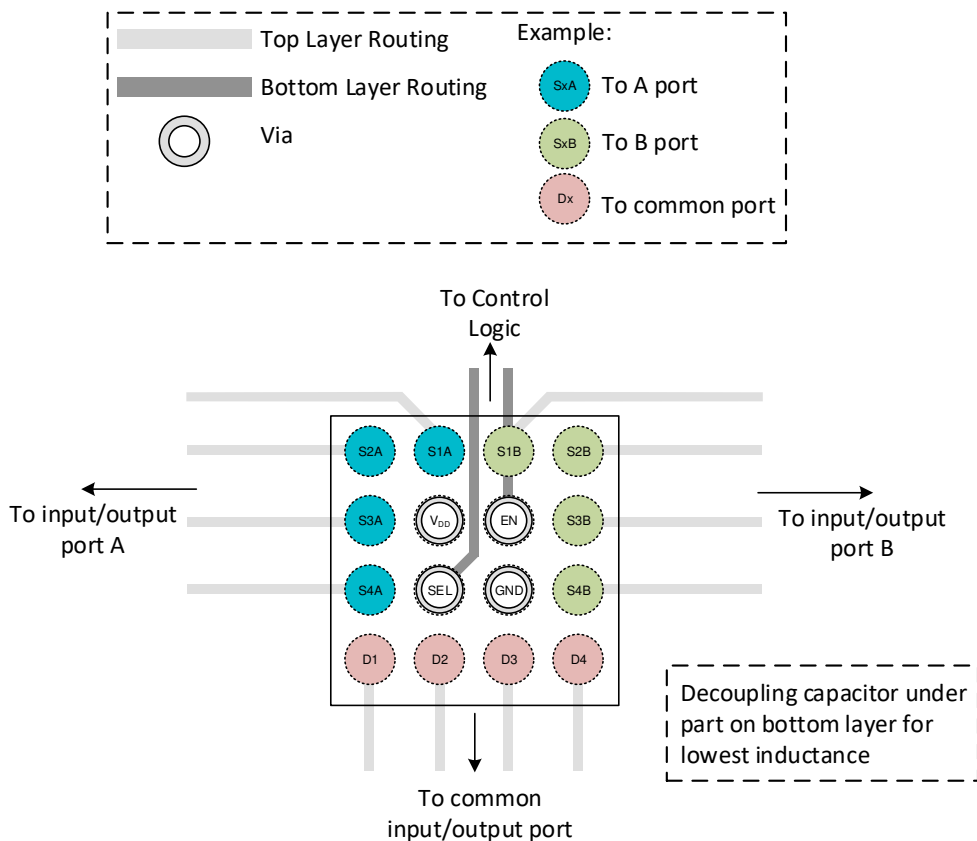 Top Layer Routing
Bottom Layer Routing
Via
Example:
SxA
To A port
SxB
To B port
Dx
To common port
To Control
Logic
S2A
S1A
S1B
S2B
To input/output
port A
S3A
VDD
EN
S3B
To input/output
port B
S4A
SEL
GND
S4B
D1
D2
D3
D4
Decoupling capacitor under
part on bottom layer for
lowest inductance
To common
input/output port